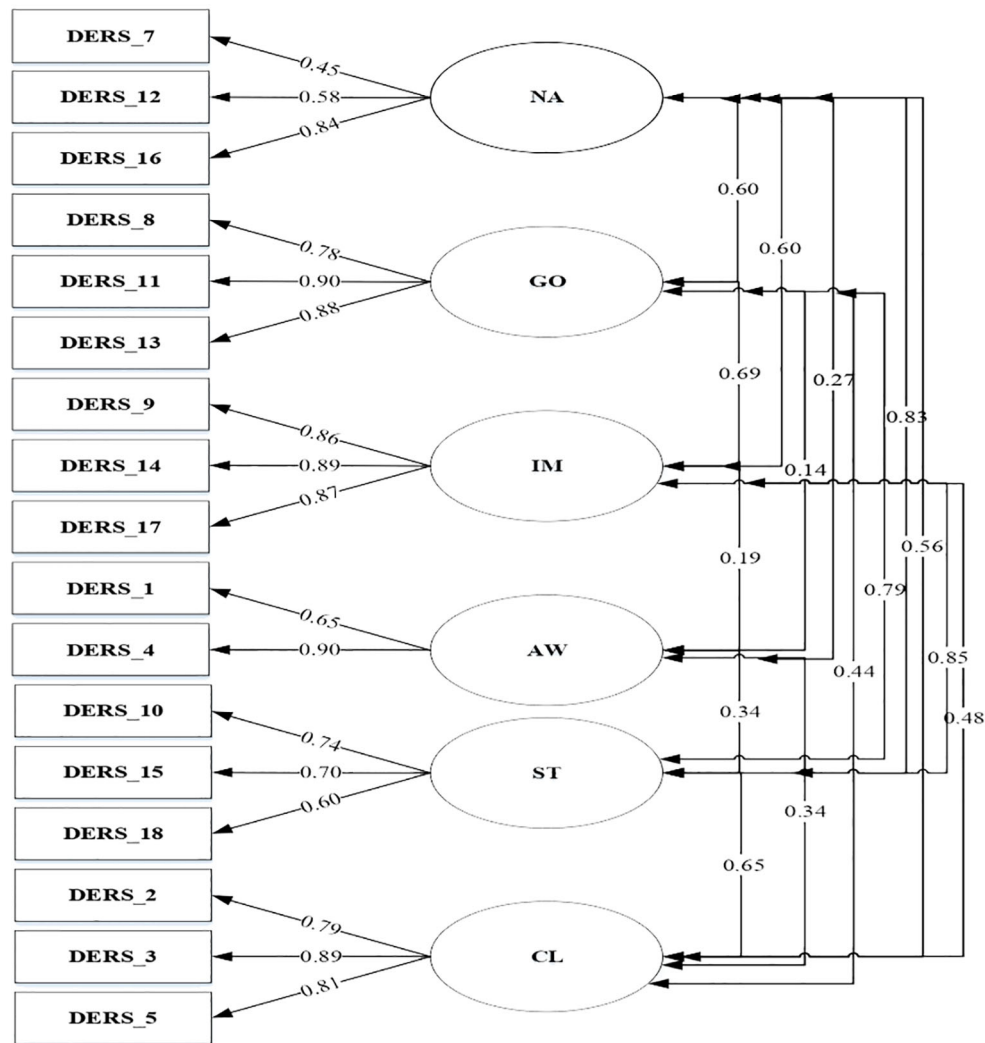 DERS_7
0.45
DERS_12
0.58
NA
DERS_16
0.84
0.60
DERS_8
0.78
0.60
DERS_11
0.90
GO
DERS_13
0.88
0.69
0.27
DERS_9
0.86
0.83
DERS_14
0.89
IM
0.14
DERS_17
0.87
0.19
0.56
DERS_1
0.65
0.79
DERS_4
0.90
AW
0.44
0.85
DERS_10
0.74
0.34
0.48
DERS_15
0.70
ST
DERS_18
0.60
0.34
0.65
DERS_2
0.79
DERS_3
0.89
CL
DERS_5
0.81